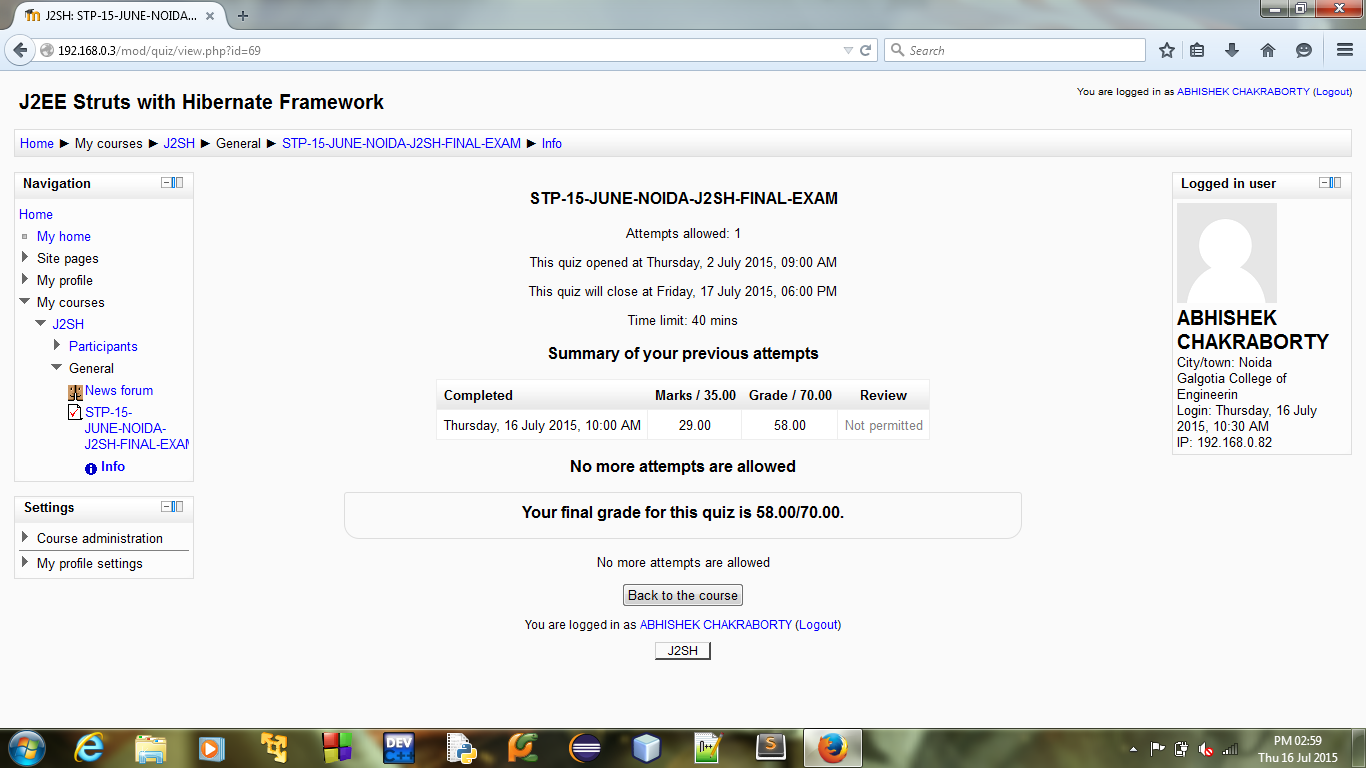 J2SH: STP-15-JUNE-NOIDA...
192.168.0.3/mod/quiz/view.php?id=69
Search
J2EE Struts with Hibernate Framework
You are logged in as ABHISHEK CHAKRABORTY (Logout)
Home ► My courses ► J2SH ► General ► STP-15-JUNE-NOIDA-J2SH-FINAL-EXAM ► Info
Navigation
Home
My home
Site pages
My profile
My courses
J2SH
Participants
General
News forum
STP-15-
JUNE-NOIDA-
J2SH-FINAL-EXAM
Info
Settings
Course administration
My profile settings
STP-15-JUNE-NOIDA-J2SH-FINAL-EXAM
Attempts allowed: 1
This quiz opened at Thursday, 2 July 2015, 09:00 AM
This quiz will close at Friday, 17 July 2015, 06:00 PM
Time limit: 40 mins
Summary of your previous attempts
Completed Marks / 35.00 Grade / 70.00 Review
Thursday, 16 July 2015, 10:00 AM 29.00 58.00 Not permitted
No more attempts are allowed
Your final grade for this quiz is 58.00/70.00.
No more attempts are allowed
Back to the course
You are logged in as ABHISHEK CHAKRABORTY (Logout)
J2SH
Logged in user
ABHISHEK
CHAKRABORTY
City/town: Noida
Galgotia College of
Engineerin
Login: Thursday, 16 July
2015, 10:30 AM
IP: 192.168.0.82
DEV
C++
n++
S
PM 02:59
Thu 16 Jul 2015